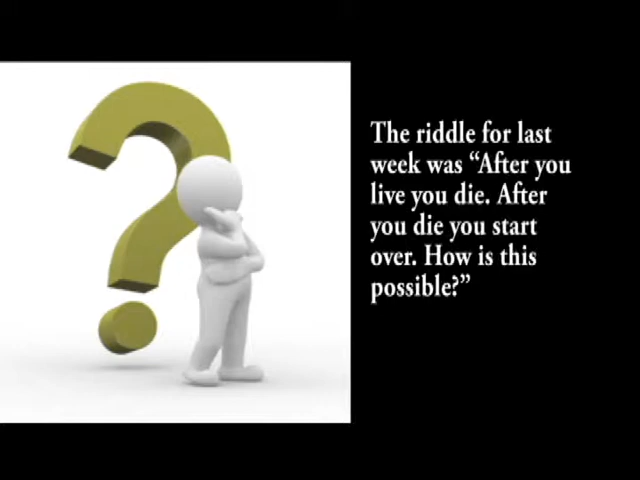 The riddle for last
week was “After you
live you die. After
you die you start
over. How is this
possible?”